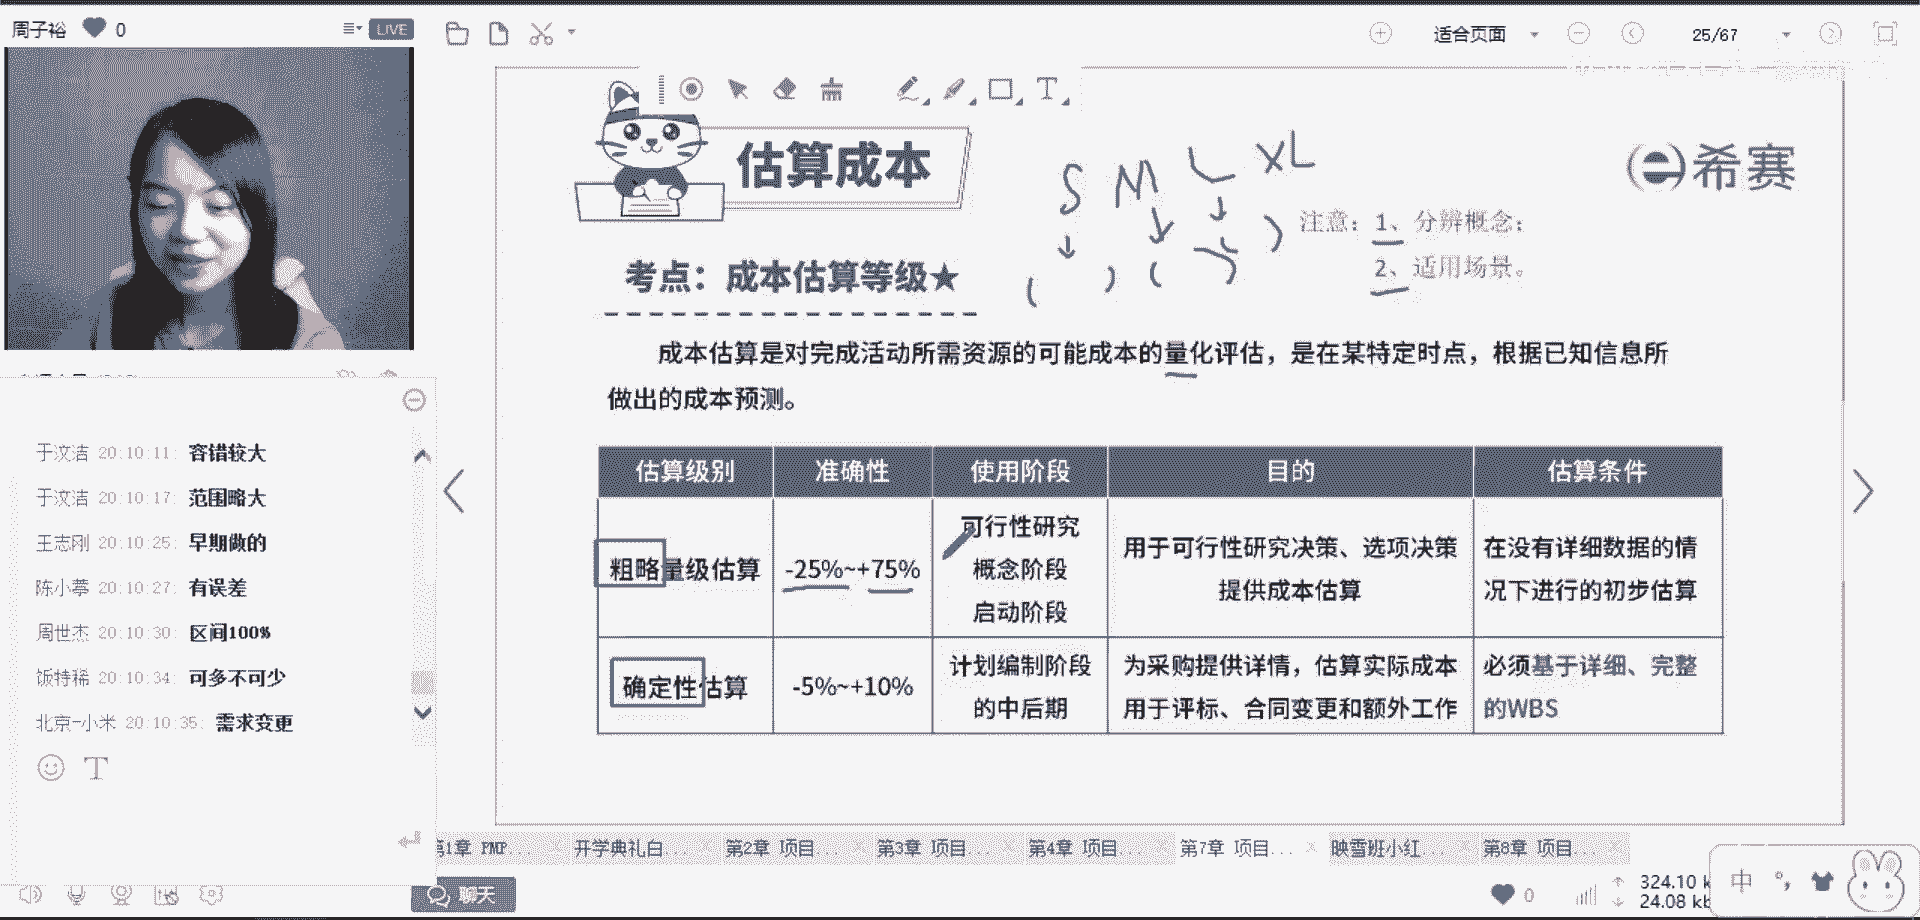 周子裕 0 LIVE
适合页面 25/67
估算成本
S M L XL
希赛
注意：1、分辨概念；
2、适用场景。
考点：成本估算等级★
成本估算是对完成活动所需资源的可能成本的量化评估，是在某特定时点，根据已知信息所
做出的成本预测。
估算级别 准确性 使用阶段 目的 估算条件
粗略量级估算 -25%~+75% 可行性研究 概念阶段 启动阶段 用于可行性研究决策、选项决策 提供成本估算 在没有详细数据的情 况下进行的初步估算
确定性估算 -5%~+10% 计划编制阶段 的中后期 为采购提供详情，估算实际成本 用于评标、合同变更和额外工作 必须基于详细、完整 的WBS
于汶洁 20:10:11: 容错较大
于汶洁 20:10:17: 范围略大
王志刚 20:10:25: 早期做的
陈小葶 20:10:27: 有误差
周世杰 20:10:30: 区间100%
饭特稀 20:10:34: 可多不可少
北京-小米 20:10:35: 需求变更
第1章 PMP... 开学典礼白... 第2章 项目... 第3章 项目... 第4章 项目... 第7章 项目... 映雪班小红... 第8章 项目...
聊天
0 324.10 k
24.08 kb
中